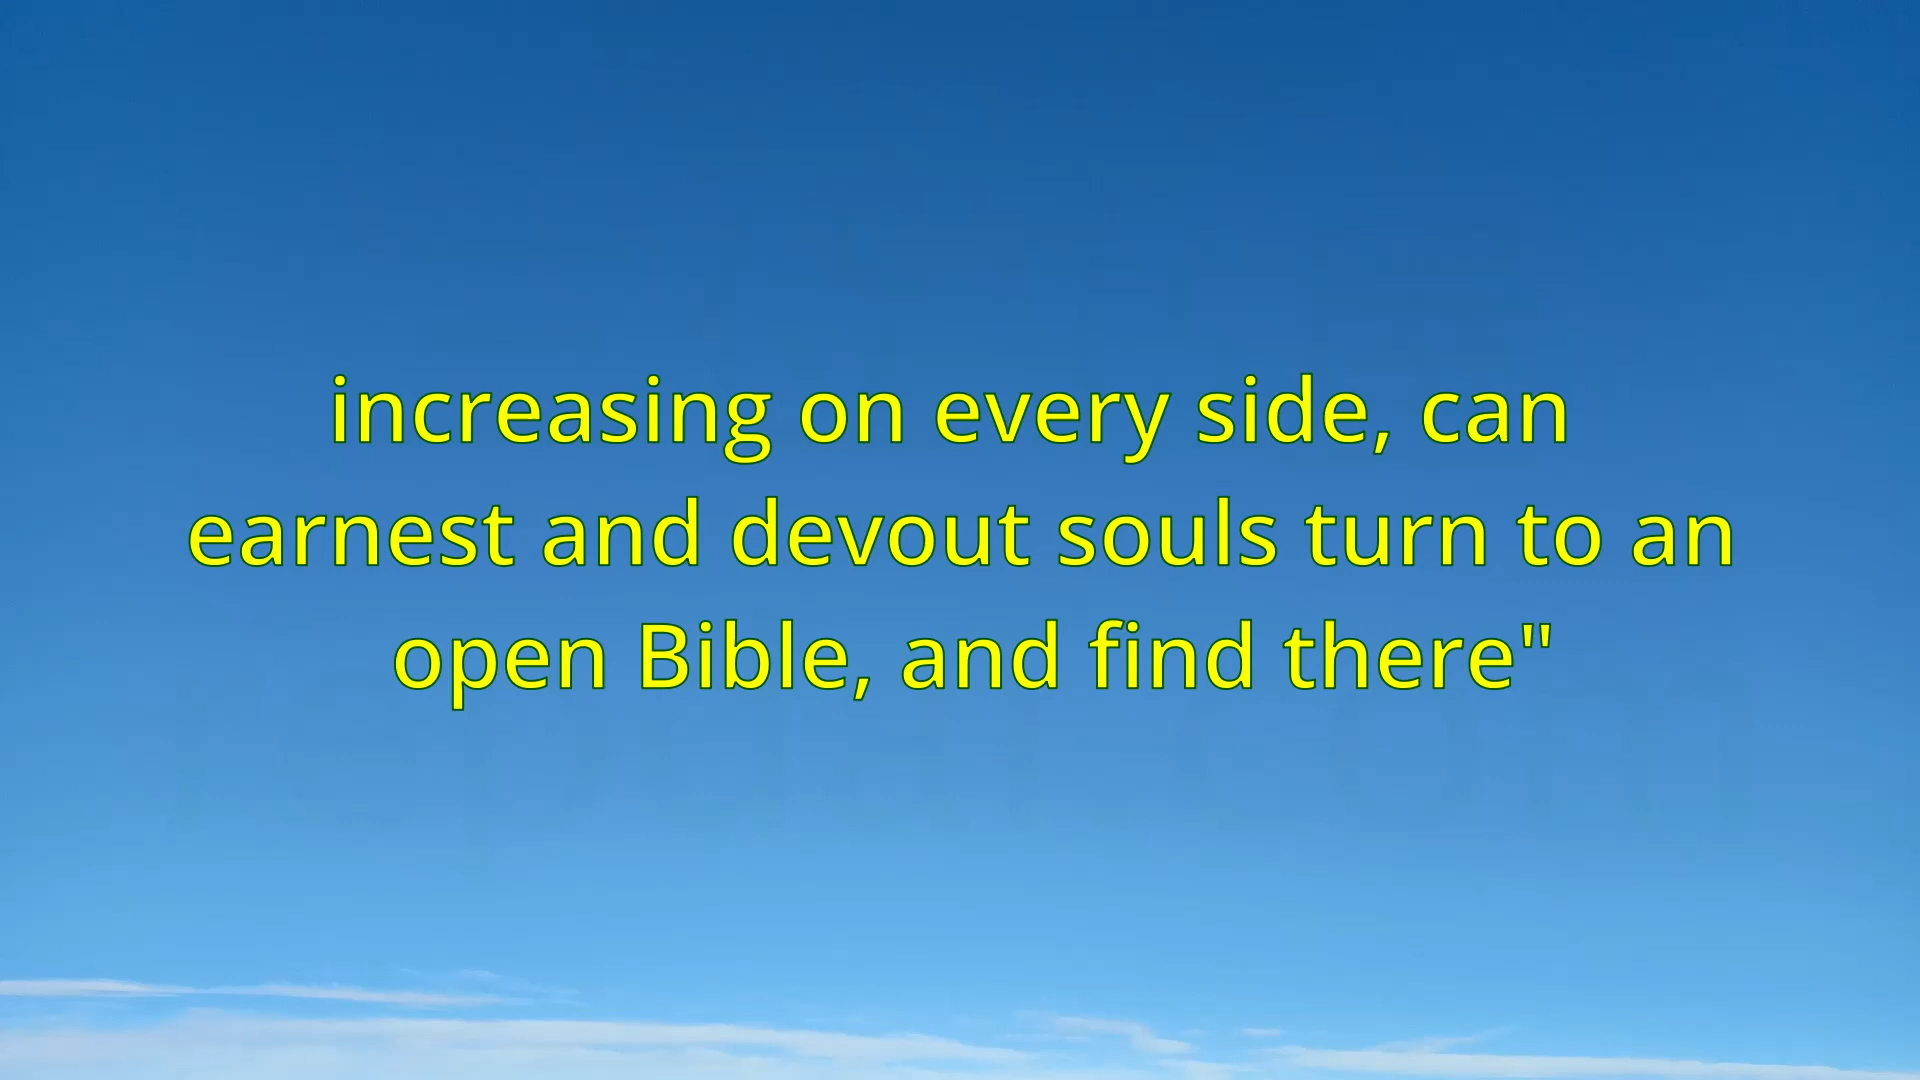 increasing on every side, can
earnest and devout souls turn to an
open Bible, and find there"